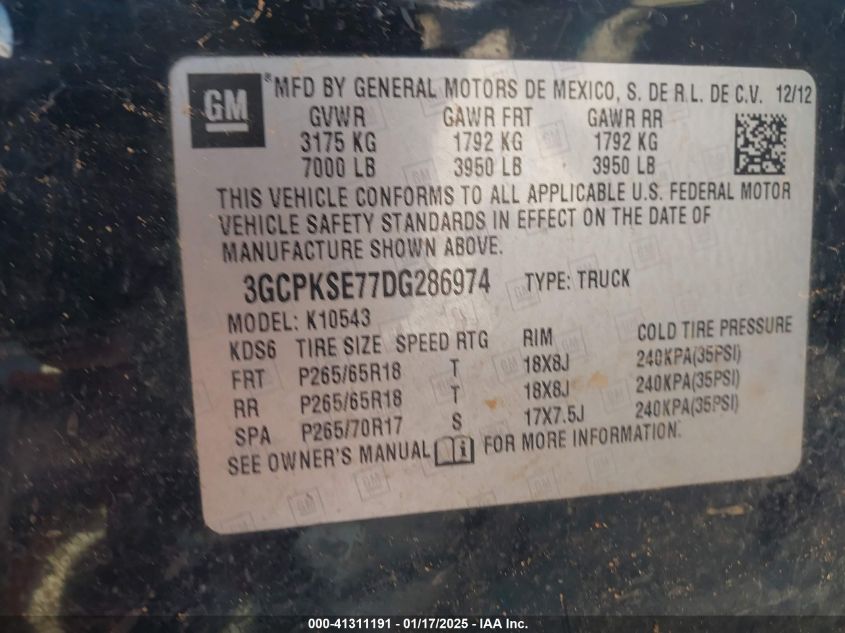 GM ® MFD BY GENERAL MOTORS DE MEXICO, S. DE R.L. DE C.V. 12/12
GVWR GAWR FRT GAWR RR
3175 KG 1792 KG 1792 KG
7000 LB 3950 LB 3950 LB
THIS VEHICLE CONFORMS TO ALL APPLICABLE U.S. FEDERAL MOTOR
VEHICLE SAFETY STANDARDS IN EFFECT ON THE DATE OF
MANUFACTURE SHOWN ABOVE.
3GCPKSE77DG286974 TYPE: TRUCK
MODEL: K10543
KDS6 TIRE SIZE SPEED RTG RIM COLD TIRE PRESSURE
FRT P265/65R18 T 18X8J 240KPA(35PSI)
RR P265/65R18 T 18X8J 240KPA(35PSI)
SPA P265/70R17 S 17X7.5J 240KPA(35PSI)
SEE OWNER'S MANUAL FOR MORE INFORMATION.
000-41311191 - 01/17/2025 - IAA Inc.